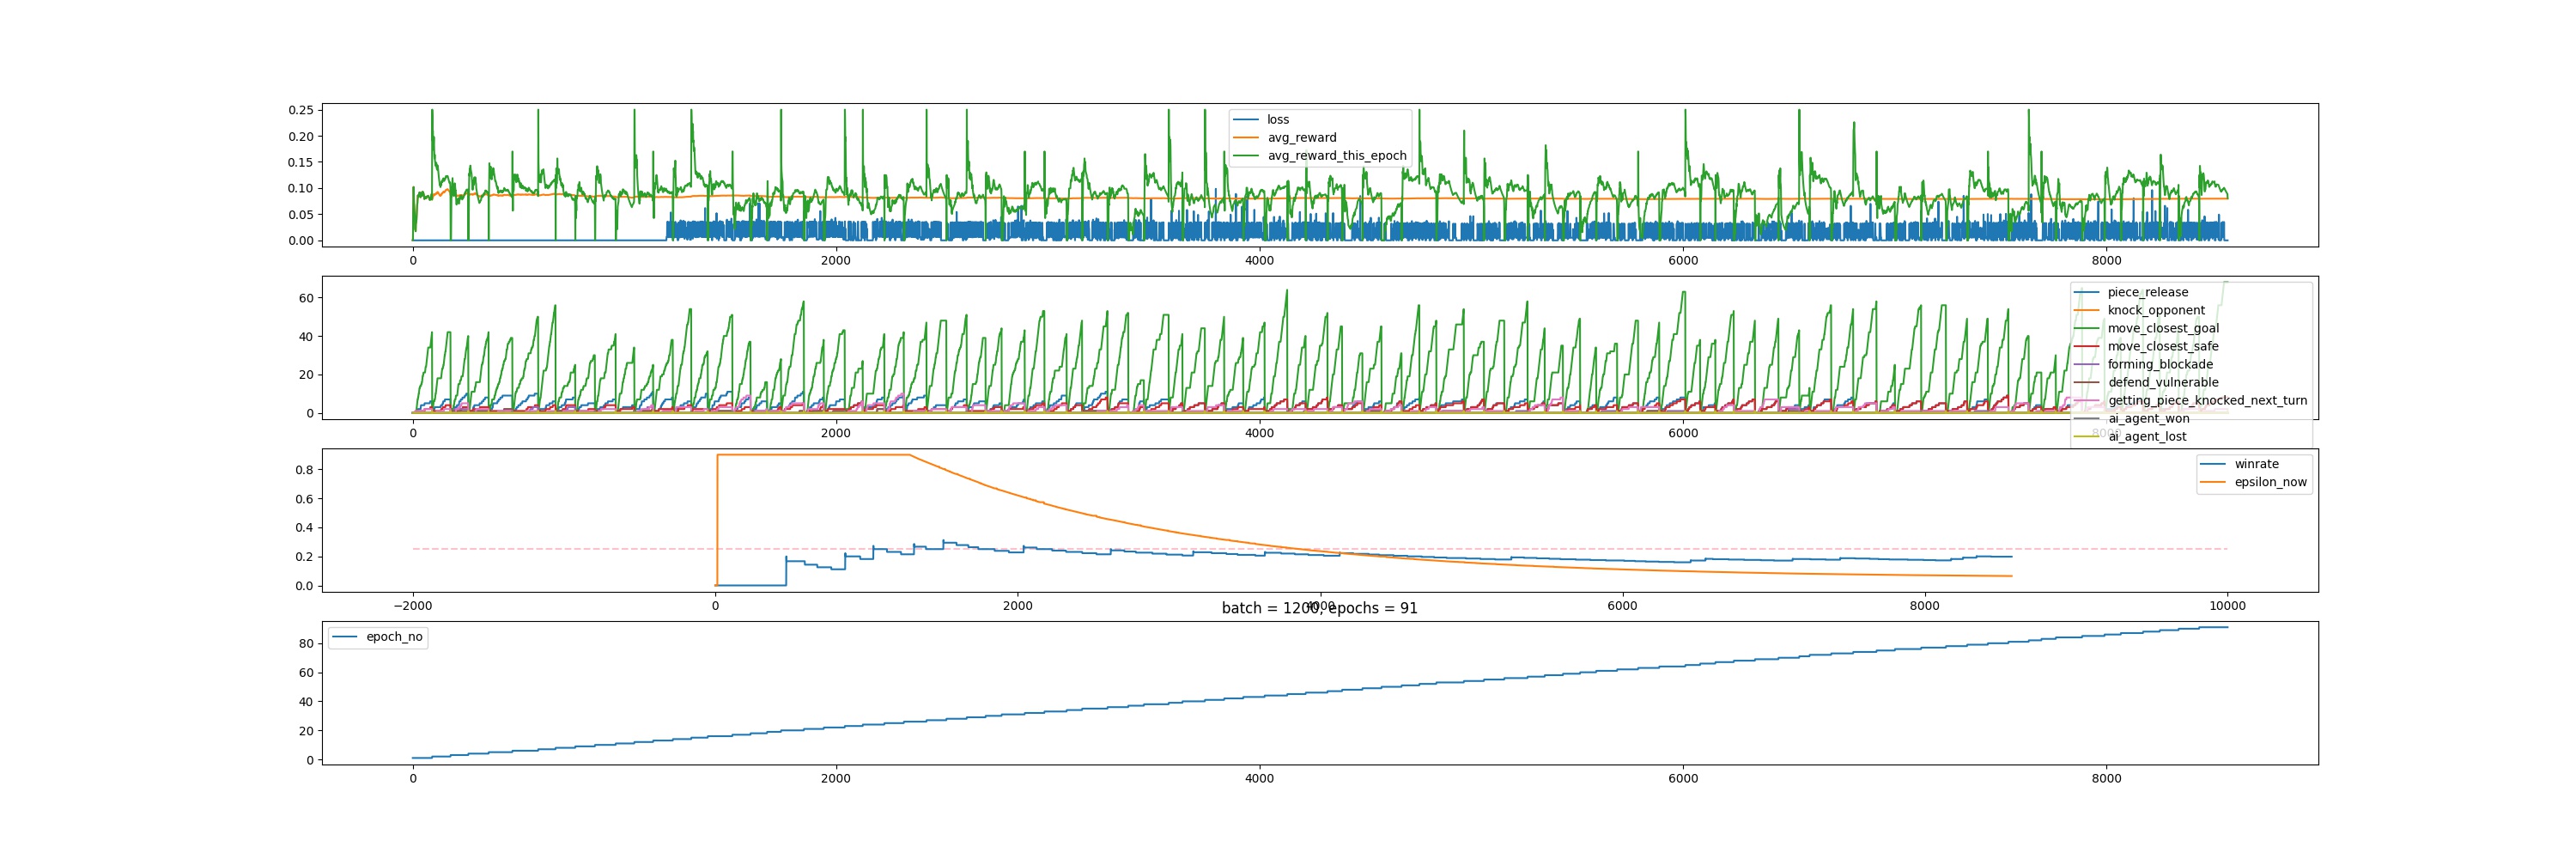 0.25
0.20
0.15
0.10
0.05
0.00
loss
avg_reward
avg_reward_this_epoch
0 2000 4000 6000 8000
60
40
20
0
piece_release
knock_opponent
move_closest_goal
move_closest_safe
forming_blockade
defend_vulnerable
getting_piece_knocked_next_turn
ai_agent_won
ai_agent_lost
0 2000 4000 6000 8000
0.8
0.6
0.4
0.2
0.0
winrate
epsilon_now
−2000 0 2000 4000 6000 8000 10000
batch = 1200, epochs = 91
80
60
40
20
0
epoch_no
0 2000 4000 6000 8000